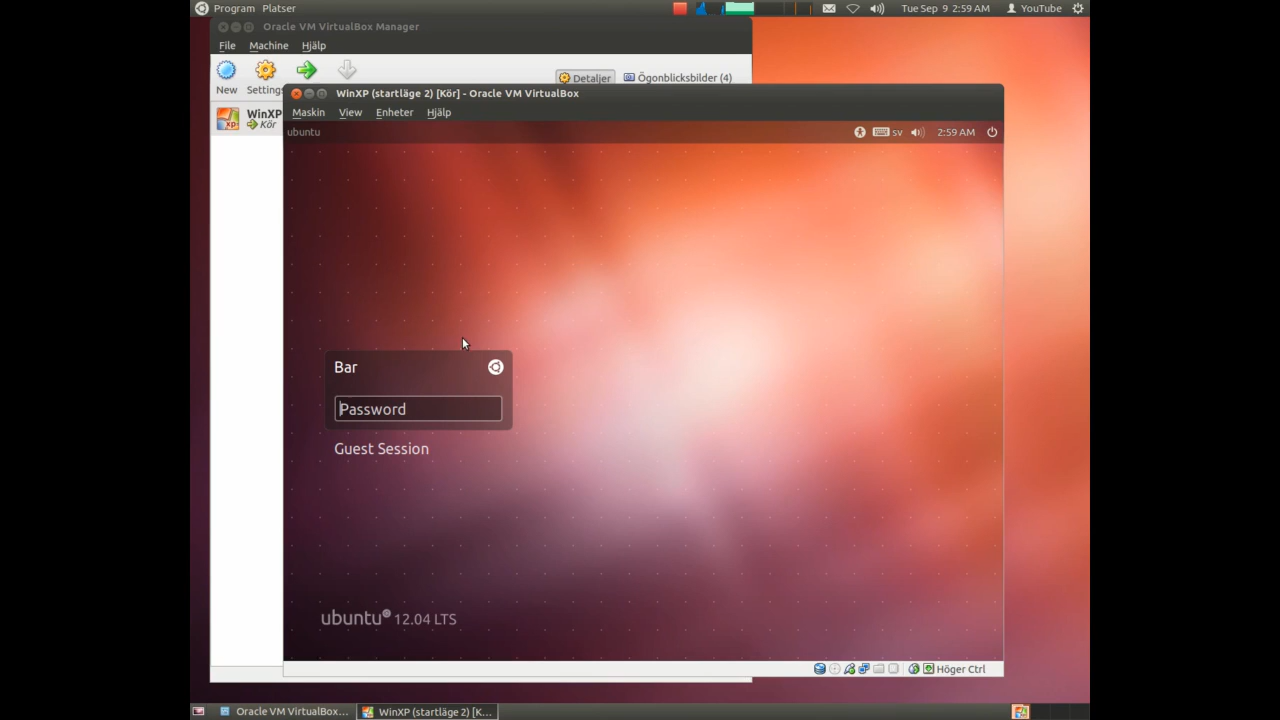 Program Platser
Tue Sep 9 2:59 AM YouTube
Oracle VM VirtualBox Manager
File Machine Hjälp
New Settings
Detaljer Ögonblicksbilder (4)
WinXP
Kör
WinXP (startläge 2) [Kör] - Oracle VM VirtualBox
Maskin View Enheter Hjälp
ubuntu
sv 2:59 AM
Bar
Password
Guest Session
ubuntu 12.04 LTS
Höger Ctrl
Oracle VM VirtualBox... WinXP (startläge 2) [K...